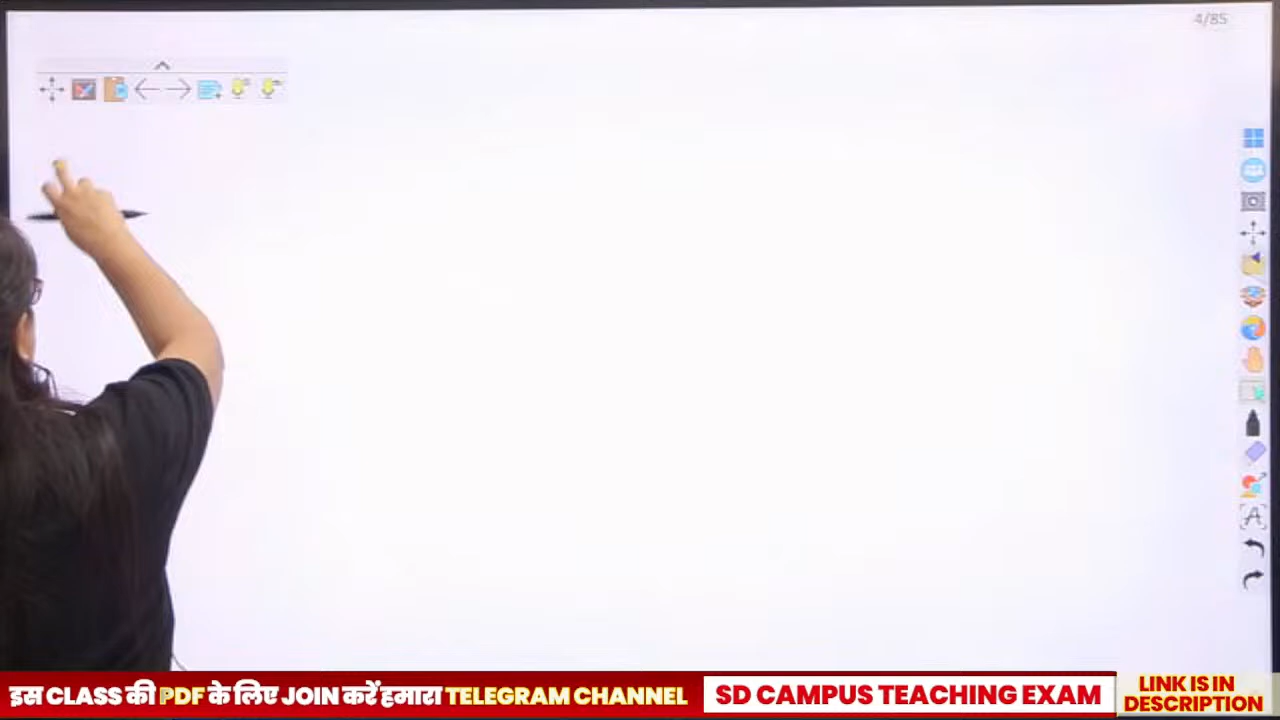 4/85
इस CLASS की PDF के लिए JOIN करें हमारा TELEGRAM CHANNEL
SD CAMPUS TEACHING EXAM
LINK IS IN
DESCRIPTION